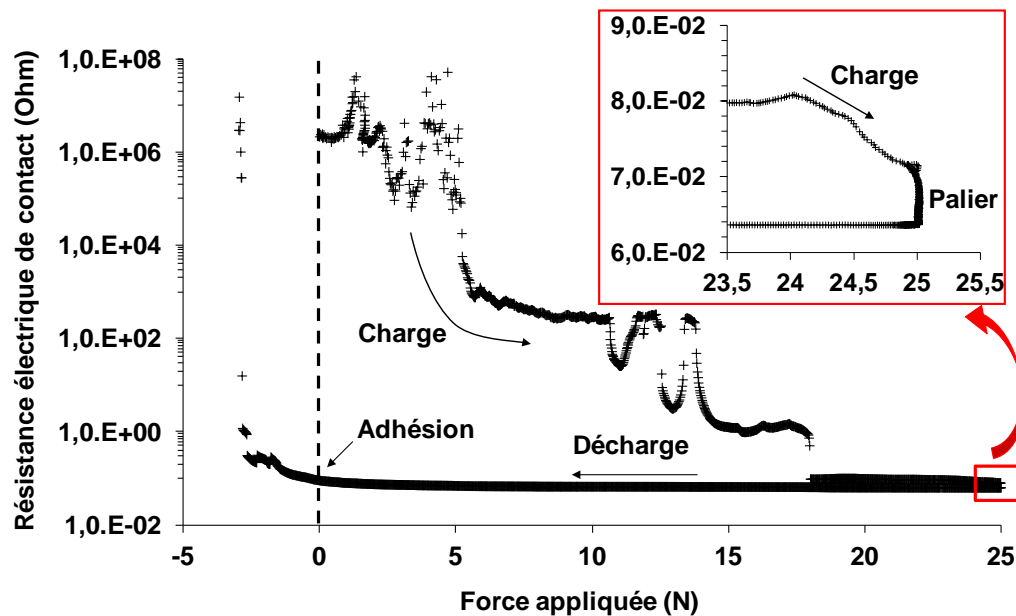 Résistance électrique de contact (Ohm)
1,0.E+08
1,0.E+06
1,0.E+04
1,0.E+02
1,0.E+00
1,0.E-02
-5
0
5
10
15
20
25
Force appliquée (N)
Charge
Adhésion
Décharge
9,0.E-02
8,0.E-02
7,0.E-02
6,0.E-02
23,5
24
24,5
25
25,5
Charge
Palier